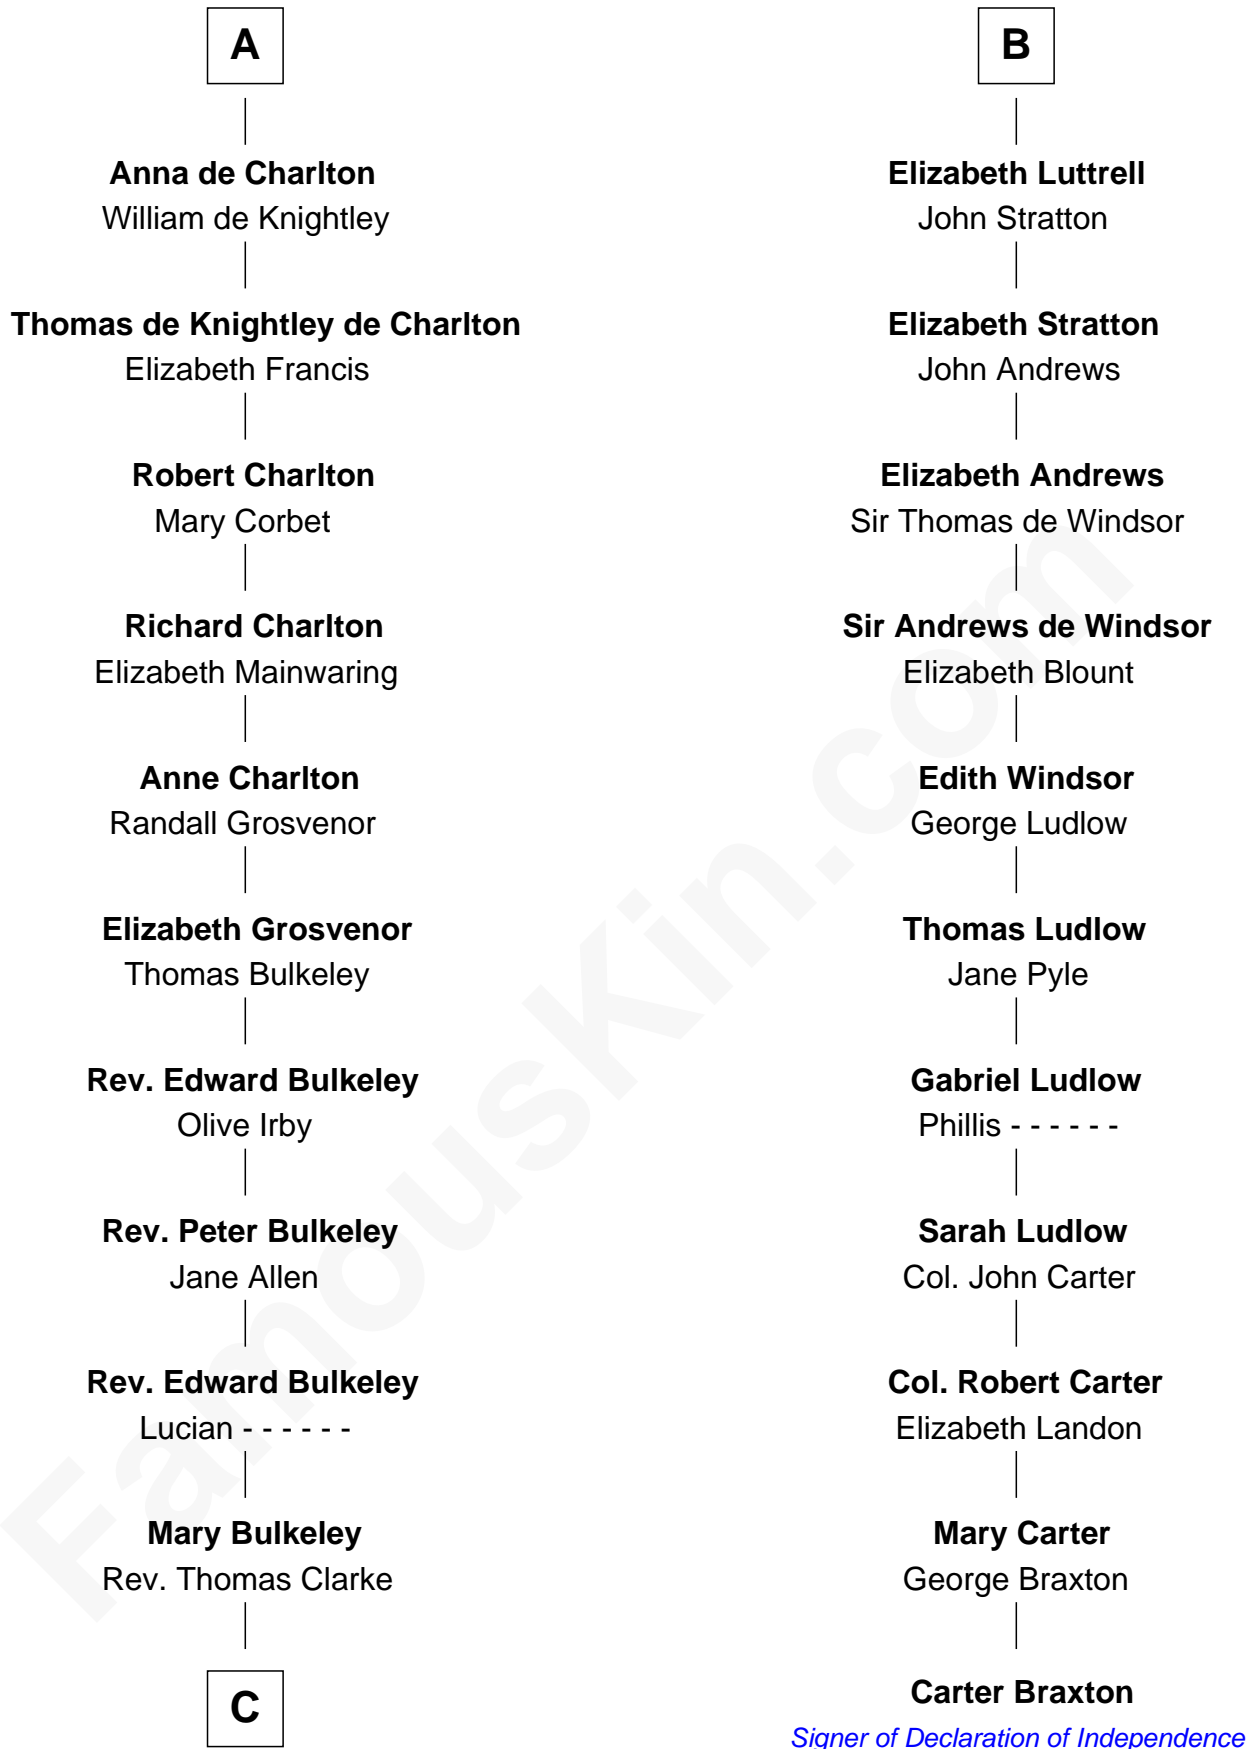 A
Anna de Charlton
William de Knightley
Thomas de Knightley de Charlton
Elizabeth Francis
Robert Charlton
Mary Corbet
Richard Charlton
Elizabeth Mainwaring
Anne Charlton
Randall Grosvenor
Elizabeth Grosvenor
Thomas Bulkeley
Rev. Edward Bulkeley
Olive Irby
Rev. Peter Bulkeley
Jane Allen
Rev. Edward Bulkeley
Lucian - - - - - -
Mary Bulkeley
Rev. Thomas Clarke
C
B
Elizabeth Luttrell
John Stratton
Elizabeth Stratton
John Andrews
Elizabeth Andrews
Sir Thomas de Windsor
Sir Andrews de Windsor
Elizabeth Blount
Edith Windsor
George Ludlow
Thomas Ludlow
Jane Pyle
Gabriel Ludlow
Phillis - - - - - -
Sarah Ludlow
Col. John Carter
Col. Robert Carter
Elizabeth Landon
Mary Carter
George Braxton
Carter Braxton
Signer of Declaration of Independence
FamousKin.com